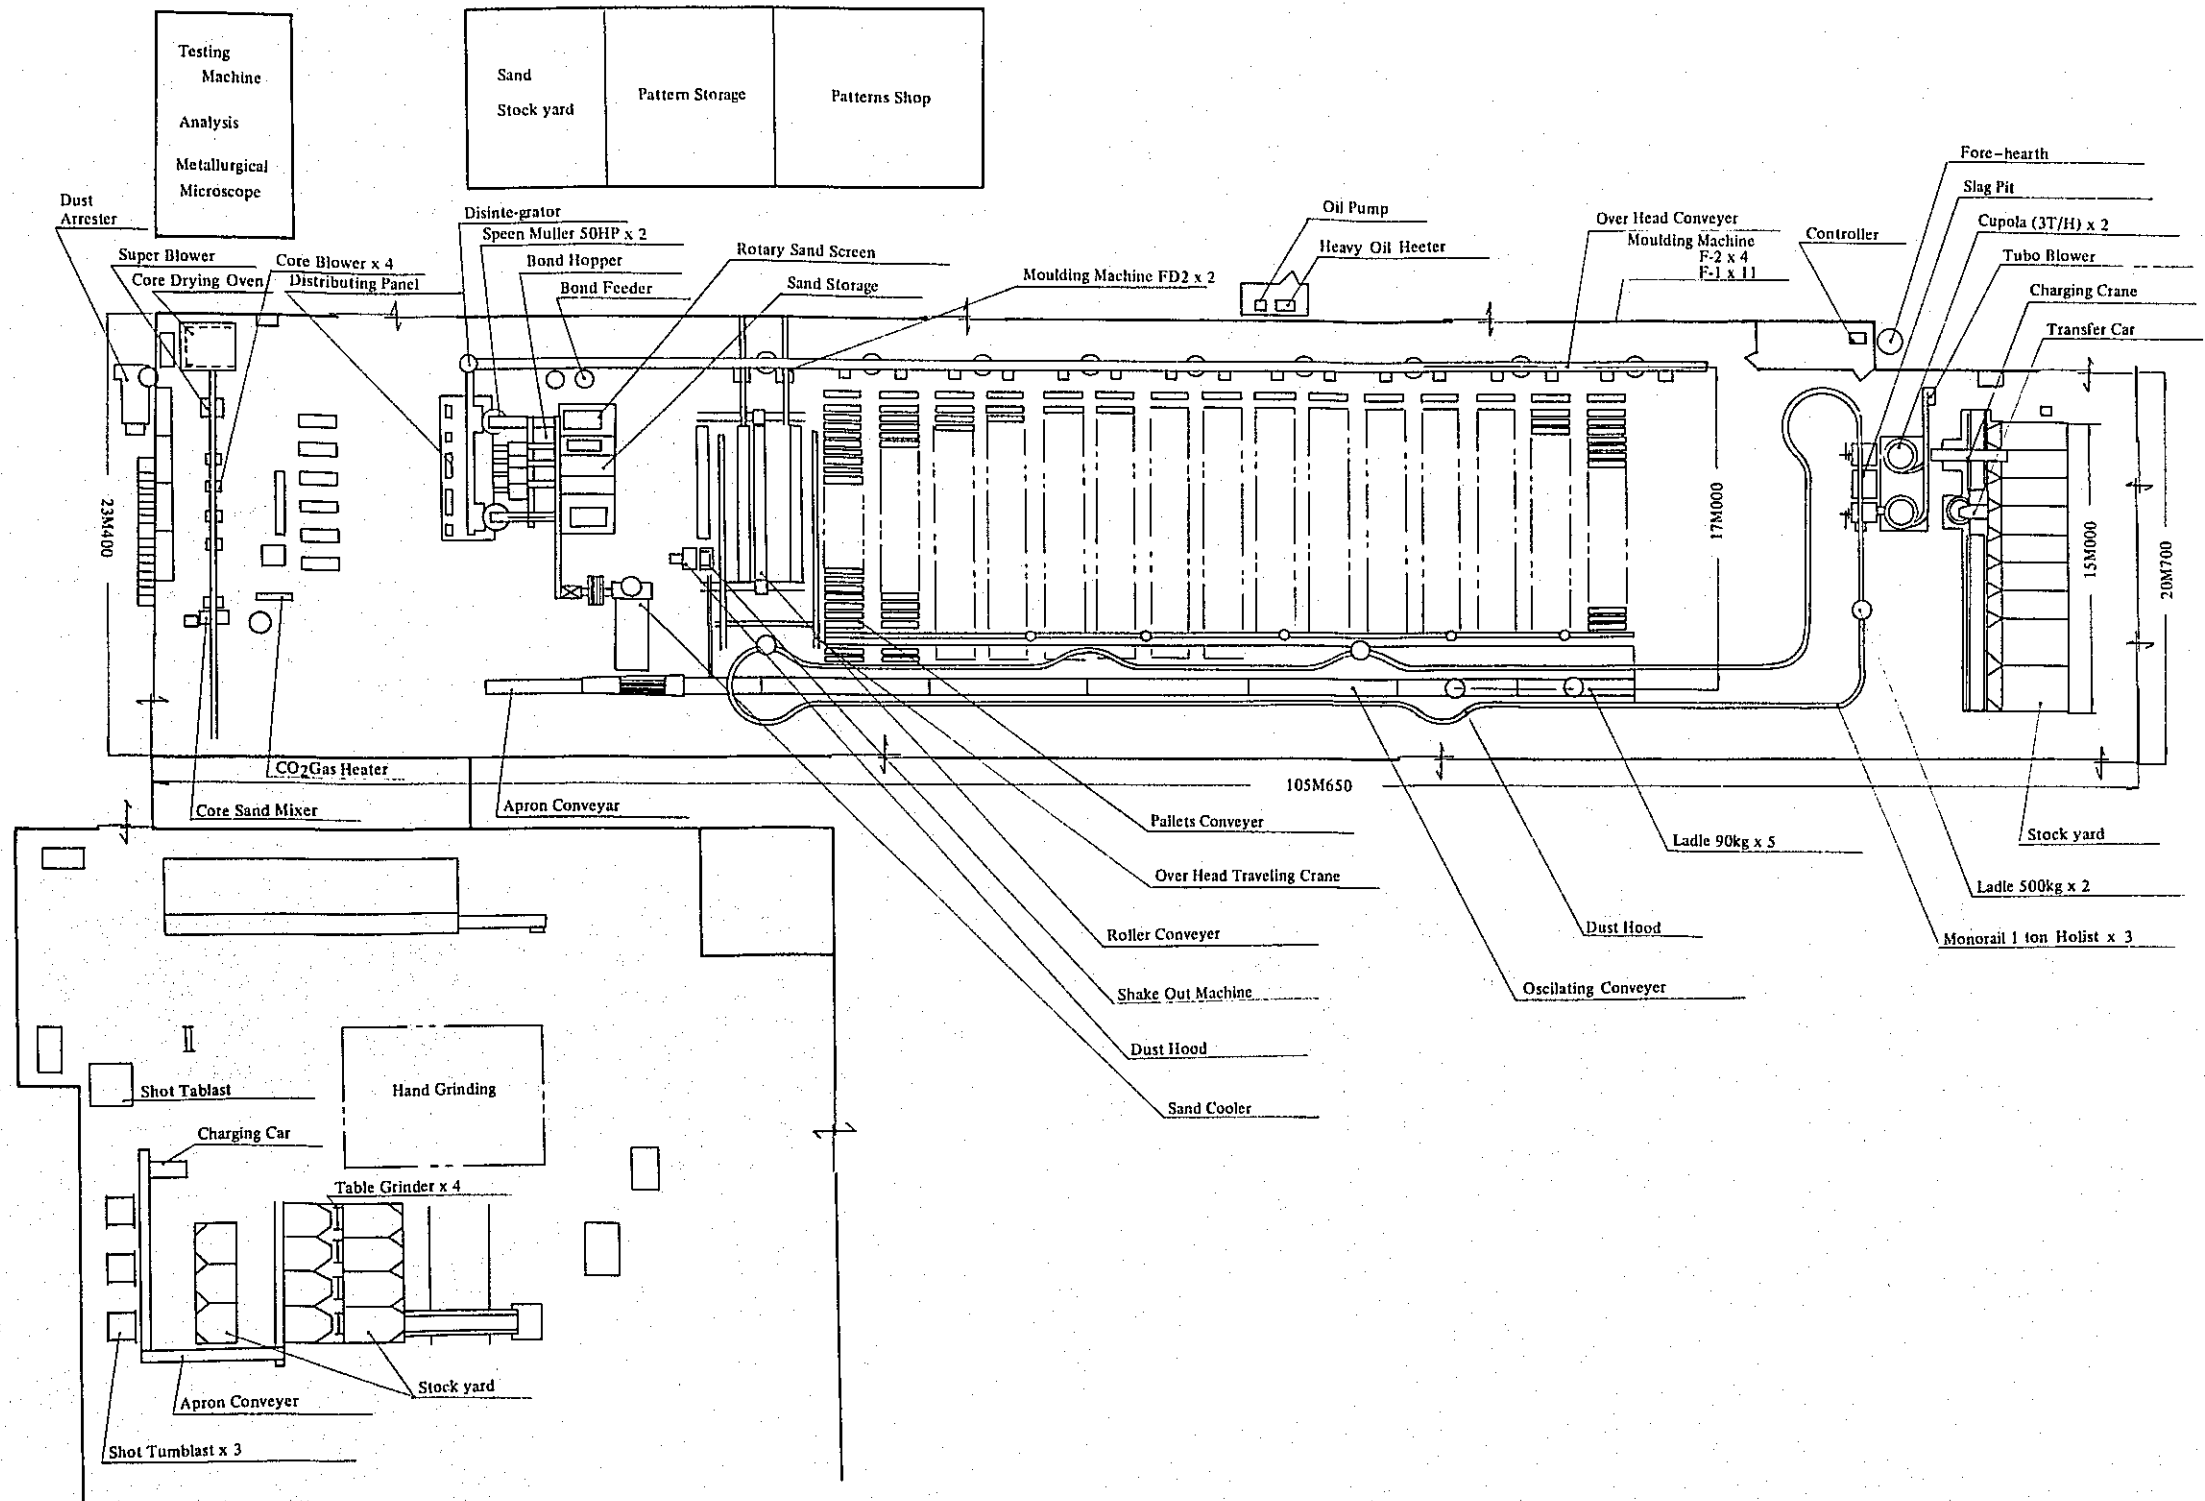 Testing
Machine
Analysis
Metallurgical
Microscope
Sand
Stock yard
Pattern Storage
Patterns Shop
Dust
Arrester
Super Blower
Core Drying Oven
Core Blower x 4
Distributing Panel
Disinte-grator
Speen Muller 50HP x 2
Bond Hopper
Bond Feeder
Rotary Sand Screen
Sand Storage
Moulding Machine FD2 x 2
Oil Pump
Heavy Oil Heeter
Over Head Conveyer
Moulding Machine
F-2 x 4
F-1 x 11
Controller
Fore-hearth
Slag Pit
Cupola (3T/H) x 2
Tubo Blower
Charging Crane
Transfer Car
23M400
17M000
15M000
20M700
105M650
CO2Gas Heater
Core Sand Mixer
Apron Conveyar
Pallets Conveyer
Over Head Traveling Crane
Roller Conveyer
Shake Out Machine
Dust Hood
Sand Cooler
Ladle 90kg x 5
Dust Hood
Oscilating Conveyer
Stock yard
Ladle 500kg x 2
Monorail 1 ton Holist x 3
Shot Tablast
Hand Grinding
Charging Car
Table Grinder x 4
Stock yard
Apron Conveyer
Shot Tumblast x 3